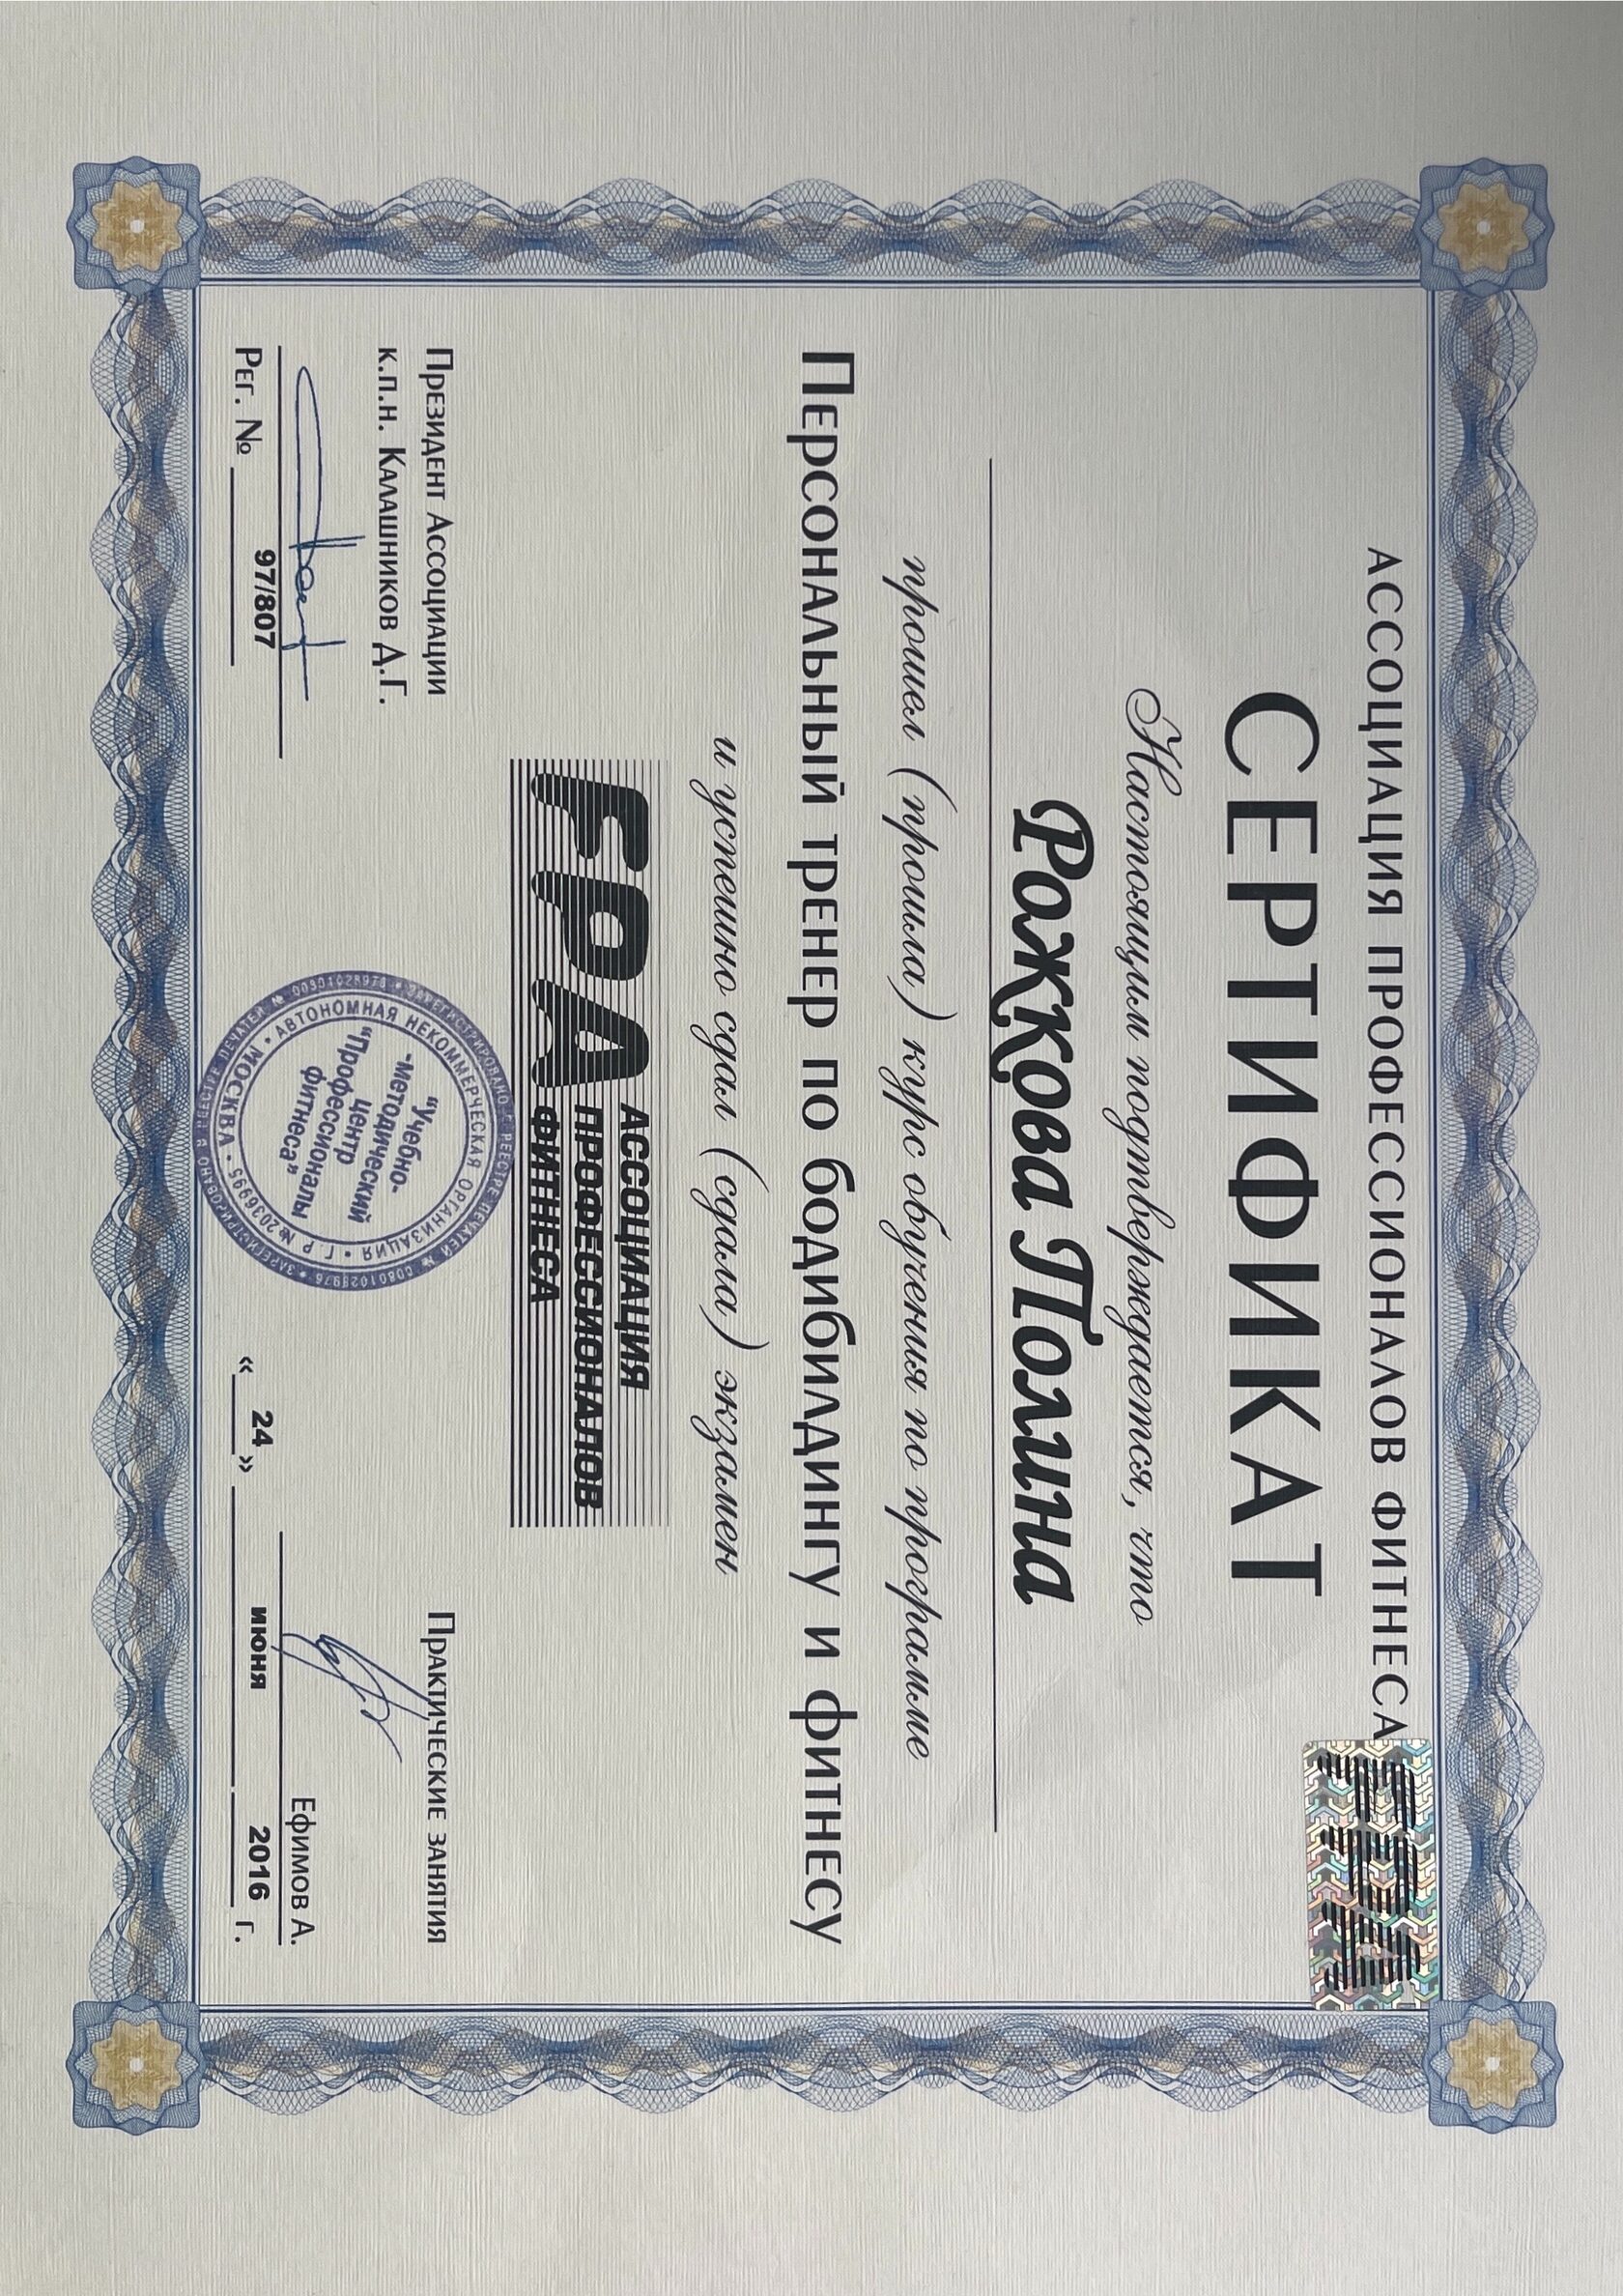 АССОЦИАЦИЯ ПРОФЕССИОНАЛОВ ФИТНЕСА
FPA
СЕРТИФИКАТ
Настоящим подтверждается, что
Рожкова Полина
прошел (прошла) курс обучения по программе
Персональный тренер по бодибилдингу и фитнесу
и успешно сдал (сдала) экзамен
FPA
АССОЦИАЦИЯ
ПРОФЕССИОНАЛОВ
ФИТНЕСА
Президент Ассоциации
к.п.н. Калашников Д.Г.
Рег. № 97/807
Практические занятия
Ефимов А.
« 24 » июня 2016 г.
АВТОНОМНАЯ НЕКОММЕРЧЕСКАЯ ОРГАНИЗАЦИЯ • Г.Р №2036995 • МОСКВА •
"Учебно-
-методический
центр
"Профессионалы
фитнеса"